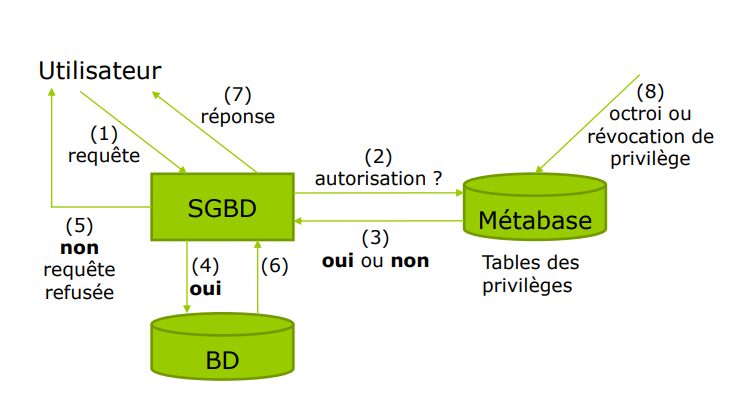 Utilisateur
(7)
réponse
(8)
octroi ou
révocation de
privilège
(1)
requête
(2)
autorisation ?
SGBD
Métabase
(5)
non
requête
refusée
(3)
oui ou non
Tables des
privilèges
(4)
oui
(6)
BD